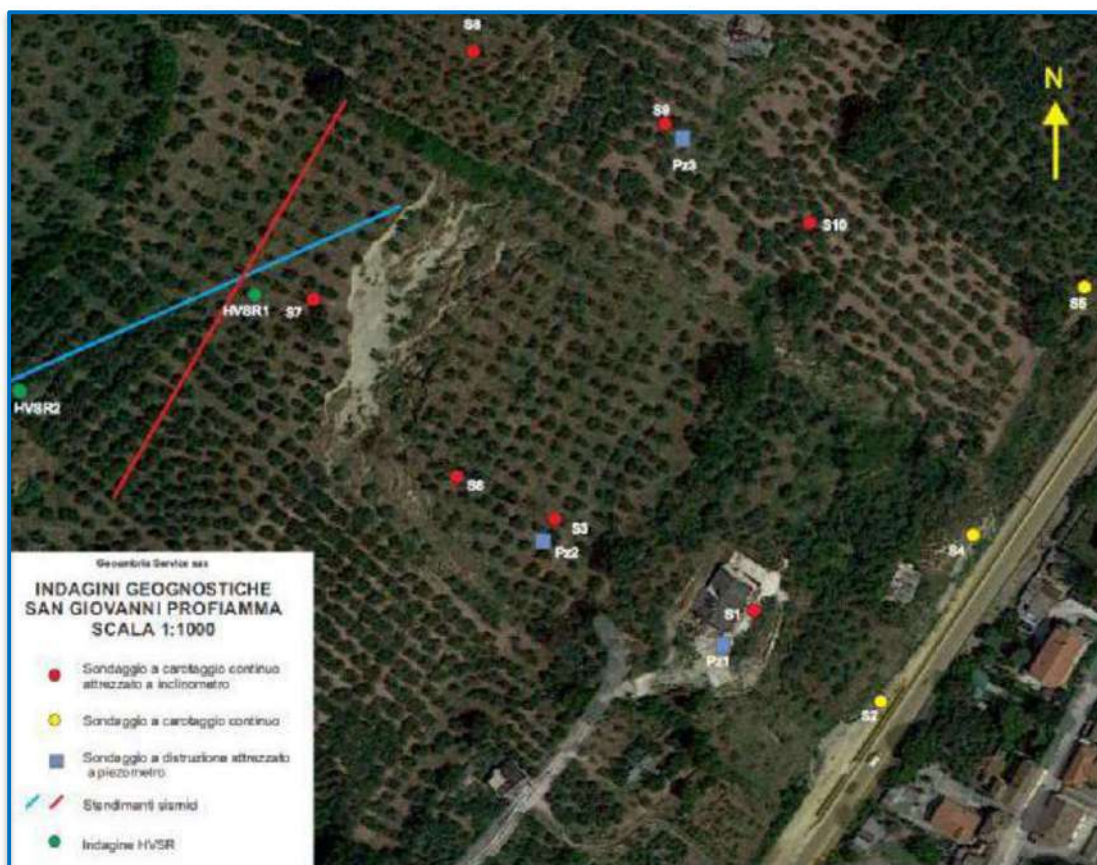 S8
N
S9
Pz3
S10
S5
HVSR1
S7
HVSR2
S6
S3
Pz2
S4
S1
Pz1
S2
Geoumbria Service sas
INDAGINI GEOGNOSTICHE
SAN GIOVANNI PROFIAMMA
SCALA 1:1000
Sondaggio a carotaggio continuo
attrezzato a inclinometro
Sondaggio a carotaggio continuo
Sondaggio a distruzione attrezzato
a piezometro
Stendimenti sismici
Indagine HVSR